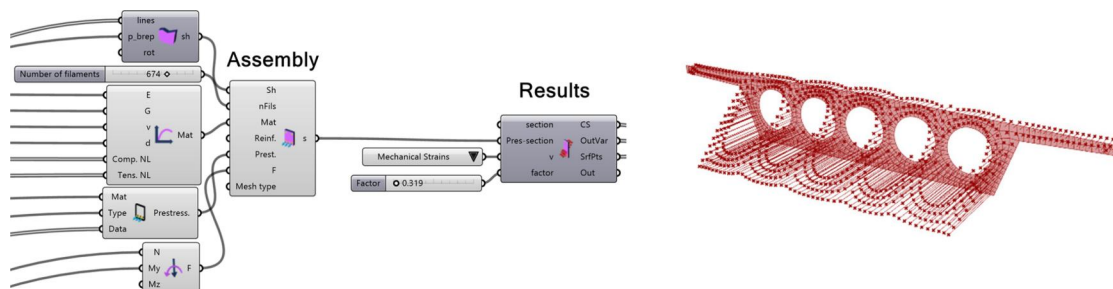 lines
p_brep
sh
rot
Number of filaments
674
E
G
v
d
Comp. NL
Tens. NL
Mat
Mat
Type
Data
Prestress.
N
My
Mz
F
Assembly
Sh
nFils
Mat
Reinf.
Prest.
F
Mesh type
s
Mechanical Strains
Factor
0.319
Results
section
Pres-section
v
factor
CS
OutVar
SrfPts
Out